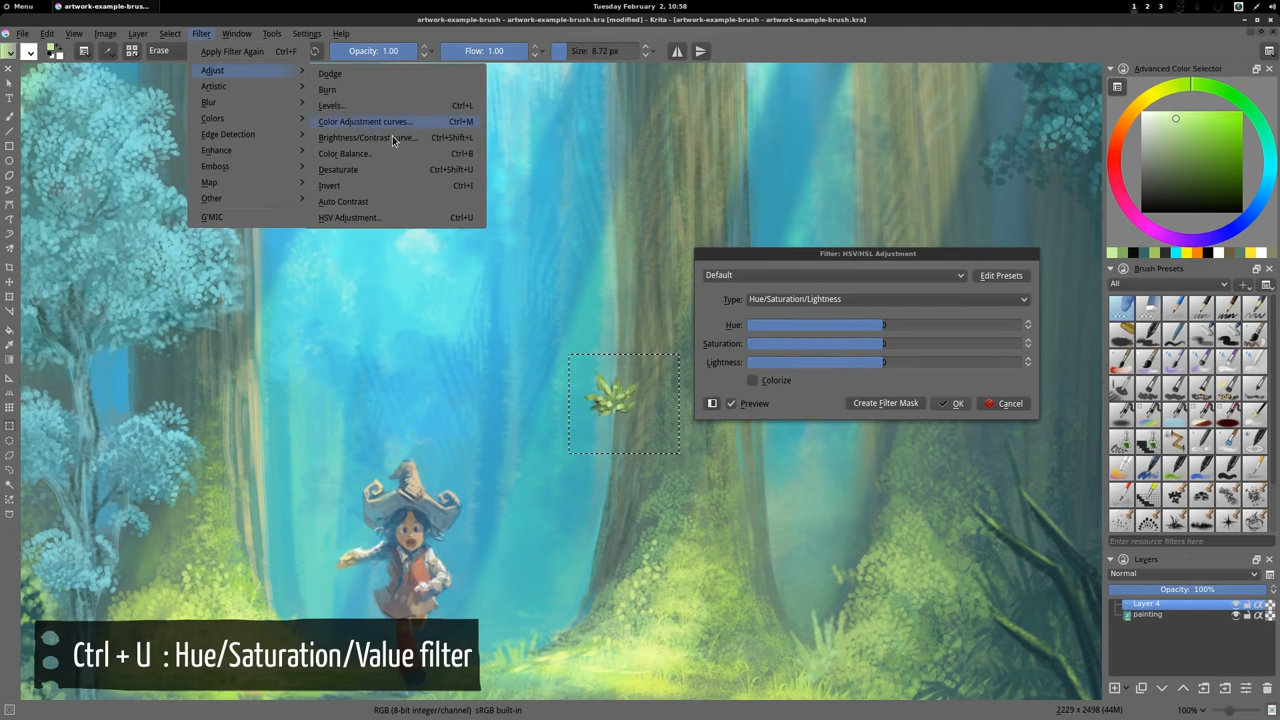 Menu
artwork-example-brus...
Tuesday February 2, 10:58
1 2 3
artwork-example-brush - artwork-example-brush.kra [modified] - Krita - [artwork-example-brush - artwork-example-brush.kra]
File Edit View Image Layer Select Filter Window Tools Settings Help
Erase
Opacity: 1.00
Flow: 1.00
Size: 8.72 px
Apply Filter Again Ctrl+F
Adjust
Artistic
Blur
Colors
Edge Detection
Enhance
Emboss
Map
Other
G'MIC
Dodge
Burn
Levels... Ctrl+L
Color Adjustment curves... Ctrl+M
Brightness/Contrast curve... Ctrl+Shift+L
Color Balance.. Ctrl+B
Desaturate Ctrl+Shift+U
Invert Ctrl+I
Auto Contrast
HSV Adjustment... Ctrl+U
Filter: HSV/HSL Adjustment
Default
Edit Presets
Type: Hue/Saturation/Lightness
Hue: 0
Saturation: 0
Lightness: 0
Colorize
Preview
Create Filter Mask
OK
Cancel
Advanced Color Selector
Brush Presets
All
Enter resource filters here
Layers
Normal
Opacity: 100%
Layer 4
painting
Ctrl + U : Hue/Saturation/Value filter
RGB (8-bit integer/channel) sRGB built-in
2229 x 2498 (44M)
100%